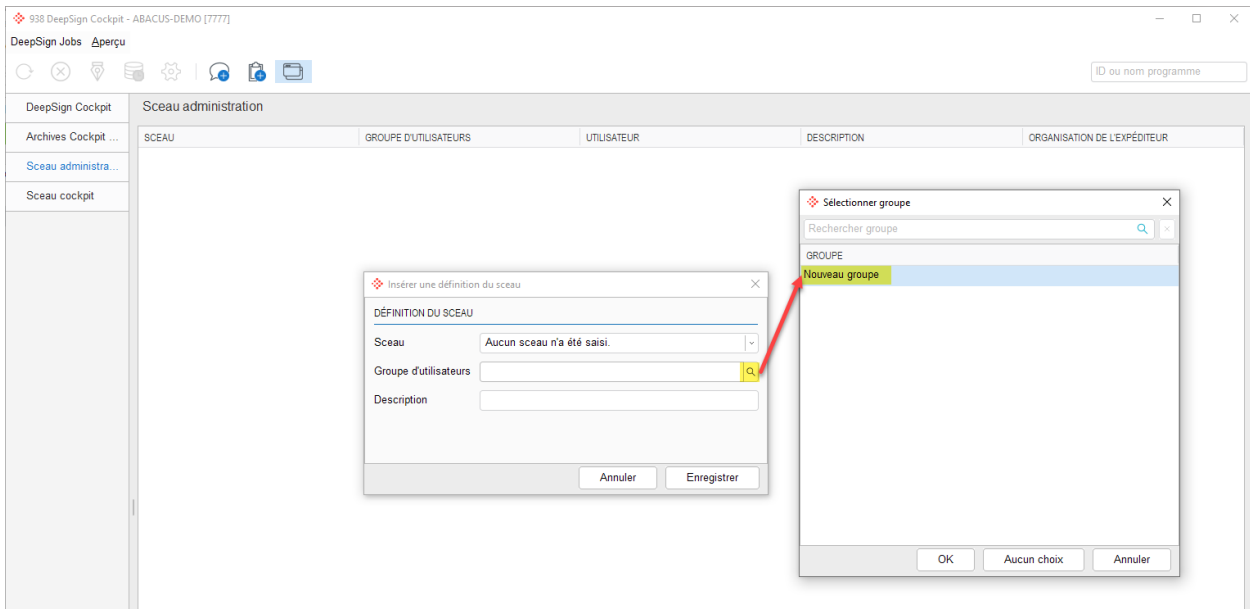 938 DeepSign Cockpit - ABACUS-DEMO [7777]
DeepSign Jobs Aperçu
ID ou nom programme
DeepSign Cockpit
Archives Cockpit ...
Sceau administra...
Sceau cockpit
Sceau administration
SCEAU GROUPE D'UTILISATEURS UTILISATEUR DESCRIPTION ORGANISATION DE L'EXPÉDITEUR
Insérer une définition du sceau
DÉFINITION DU SCEAU
Sceau Aucun sceau n'a été saisi.
Groupe d'utilisateurs
Description
Annuler Enregistrer
Sélectionner groupe
Rechercher groupe
GROUPE
Nouveau groupe
OK Aucun choix Annuler